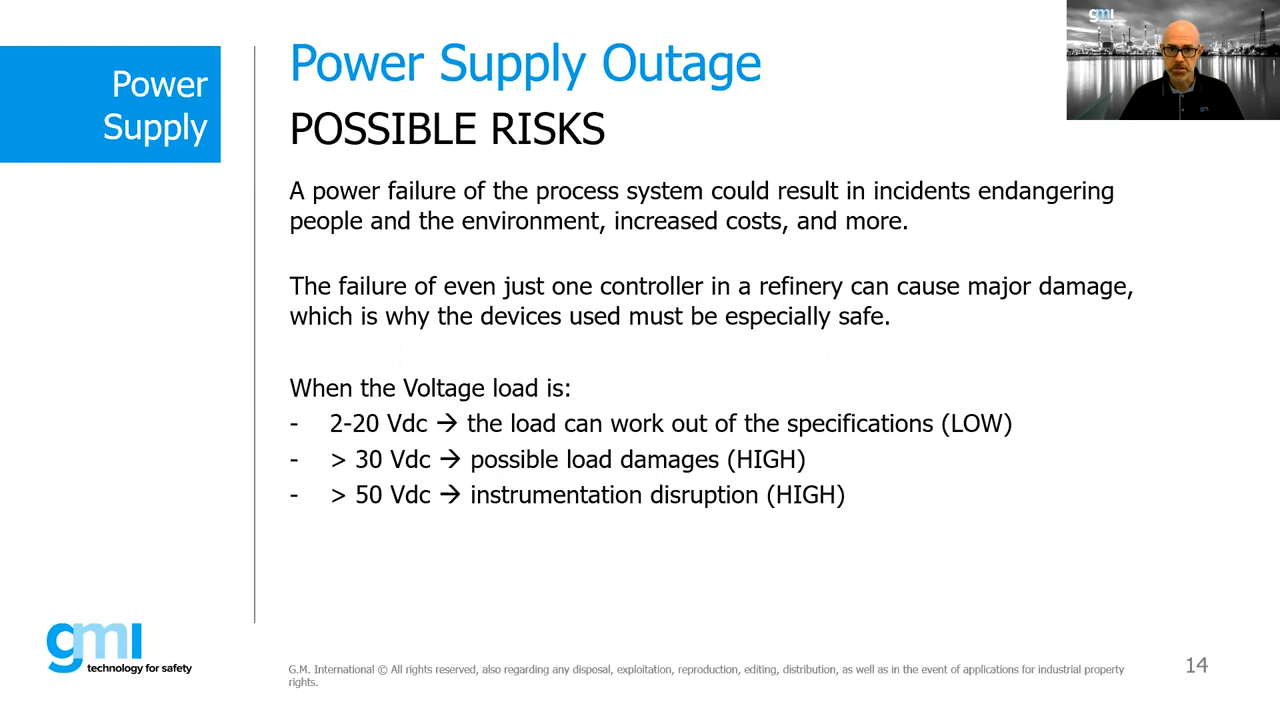 Power
Supply
Power Supply Outage
POSSIBLE RISKS
A power failure of the process system could result in incidents endangering
people and the environment, increased costs, and more.
The failure of even just one controller in a refinery can cause major damage,
which is why the devices used must be especially safe.
When the Voltage load is:
- 2-20 Vdc → the load can work out of the specifications (LOW)
- > 30 Vdc → possible load damages (HIGH)
- > 50 Vdc → instrumentation disruption (HIGH)
gmi
gmi
gmi
technology for safety
G.M. International © All rights reserved, also regarding any disposal, exploitation, reproduction, editing, distribution, as well as in the event of applications for industrial property
rights.
14